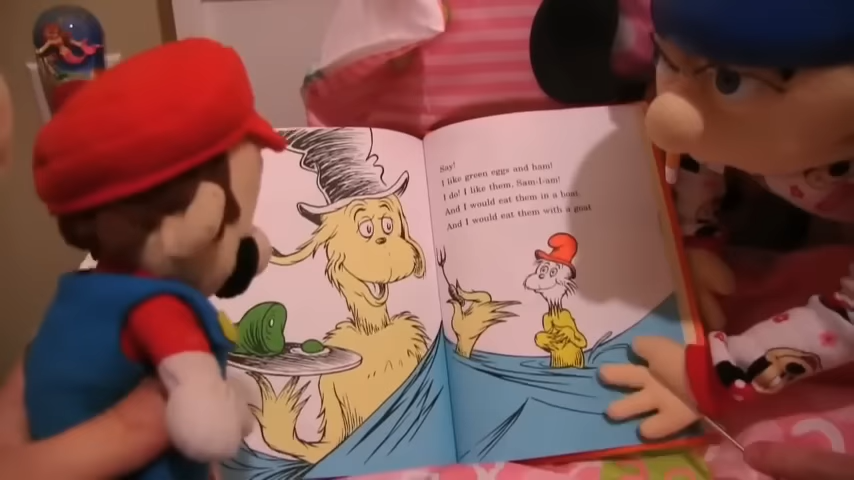 Say!
I like green eggs and ham!
I do! I like them, Sam-I-am!
And I would eat them in a boat.
And I would eat them with a goat